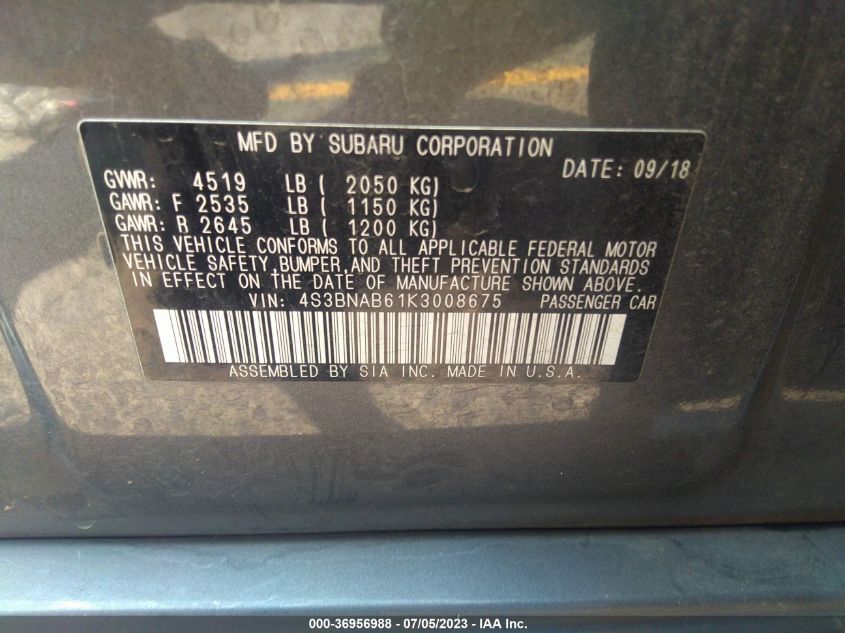 MFD BY SUBARU CORPORATION
DATE: 09/18
GVWR: 4519 LB ( 2050 KG)
GAWR: F 2535 LB ( 1150 KG)
GAWR: R 2645 LB ( 1200 KG)
THIS VEHICLE CONFORMS TO ALL APPLICABLE FEDERAL MOTOR
VEHICLE SAFETY,BUMPER,AND THEFT PREVENTION STANDARDS
IN EFFECT ON THE DATE OF MANUFACTURE SHOWN ABOVE.
VIN: 4S3BNAB61K3008675 PASSENGER CAR
ASSEMBLED BY SIA INC. MADE IN U.S.A.
000-36956988 - 07/05/2023 - IAA Inc.